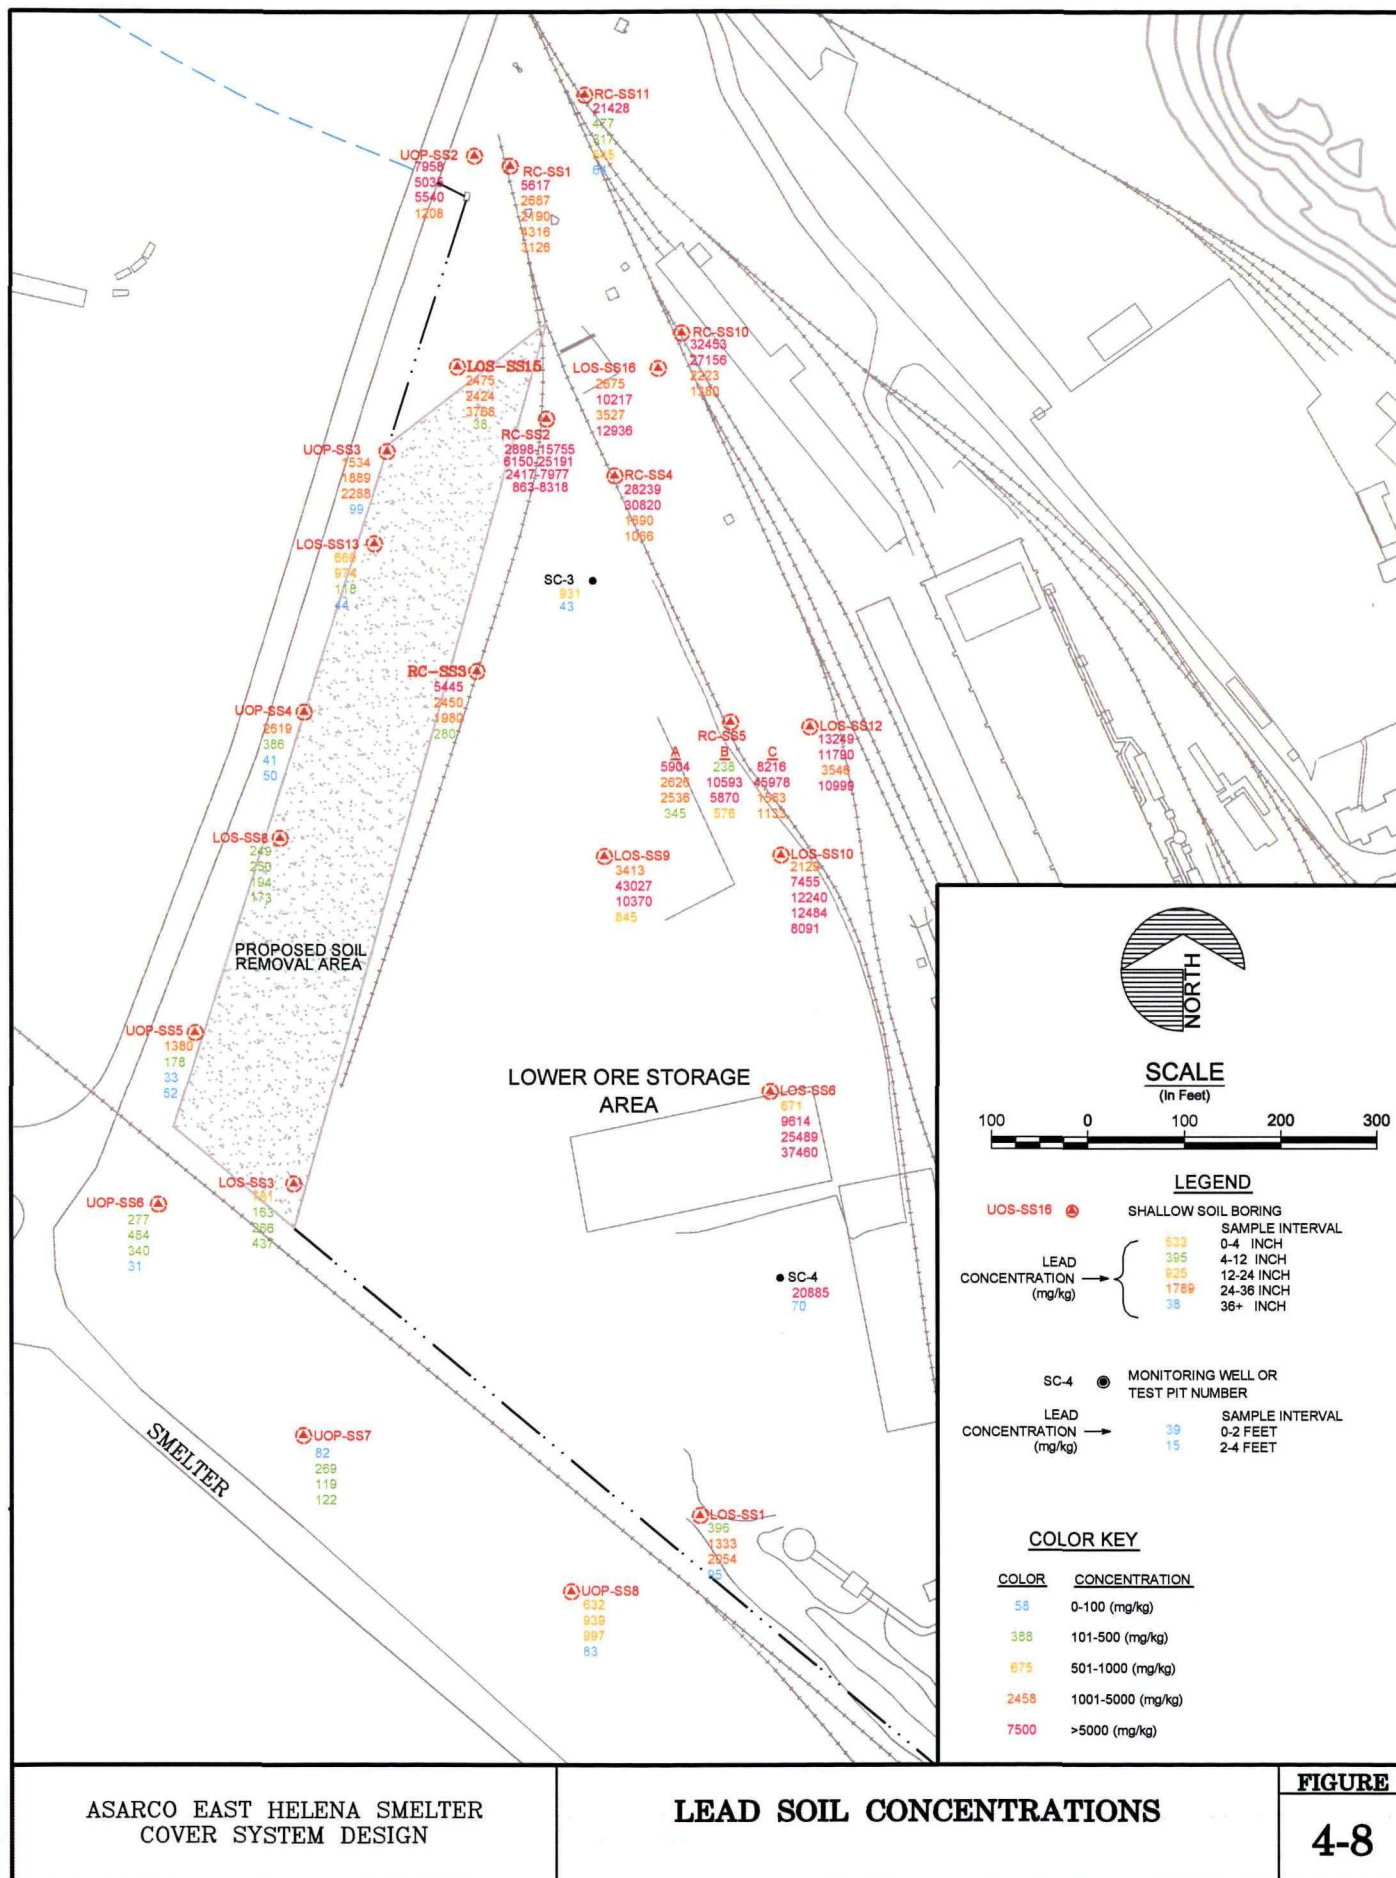 RC-SS11
21428
477
317
645
UOP-SS2
7958
5540
1208
RC-SS1
5617
2687
2190
4316
3126
RC-SS10
32453
27156
2223
1380
LOS-SS16
2675
10217
3527
12936
LOS-SS15
2475
2424
3768
38
RC-SS2
2898-15755
6150-25191
2417-7977
863-8318
UOP-SS3
1534
1889
2288
99
RC-SS4
28239
30820
1690
1066
LOS-SS13
669
974
118
44
SC-3
931
43
RC-SS3
5445
2450
1980
280
UOP-SS4
2619
386
41
50
RC-SS5
A B C
5904 238 8216
2626 10593 45978
2536 5870 1563
345 576 1133
LOS-SS12
13249
11790
3546
10999
LOS-SS8
249
250
194
173
LOS-SS9
3413
43027
10370
845
LOS-SS10
2129
7455
12240
12484
8091
PROPOSED SOIL
REMOVAL AREA
UOP-SS5
1380
178
33
52
LOWER ORE STORAGE
AREA
LOS-SS6
671
9614
25489
37460
LOS-SS3
163
266
437
UOP-SS6
277
484
340
31
SC-4
20885
70
UOP-SS7
82
269
119
122
SMELTER
LOS-SS1
396
1333
2054
95
UOP-SS8
632
939
997
83
NORTH
SCALE
(In Feet)
100 0 100 200 300
LEGEND
UOS-SS16 SHALLOW SOIL BORING
SAMPLE INTERVAL
533 0-4 INCH
395 4-12 INCH
925 12-24 INCH
1789 24-36 INCH
38 36+ INCH
LEAD
CONCENTRATION
(mg/kg)
SC-4 MONITORING WELL OR
TEST PIT NUMBER
LEAD SAMPLE INTERVAL
CONCENTRATION 39 0-2 FEET
(mg/kg) 15 2-4 FEET
COLOR KEY
COLOR CONCENTRATION
58 0-100 (mg/kg)
388 101-500 (mg/kg)
675 501-1000 (mg/kg)
2458 1001-5000 (mg/kg)
7500 >5000 (mg/kg)
ASARCO EAST HELENA SMELTER
COVER SYSTEM DESIGN
LEAD SOIL CONCENTRATIONS
FIGURE
4-8